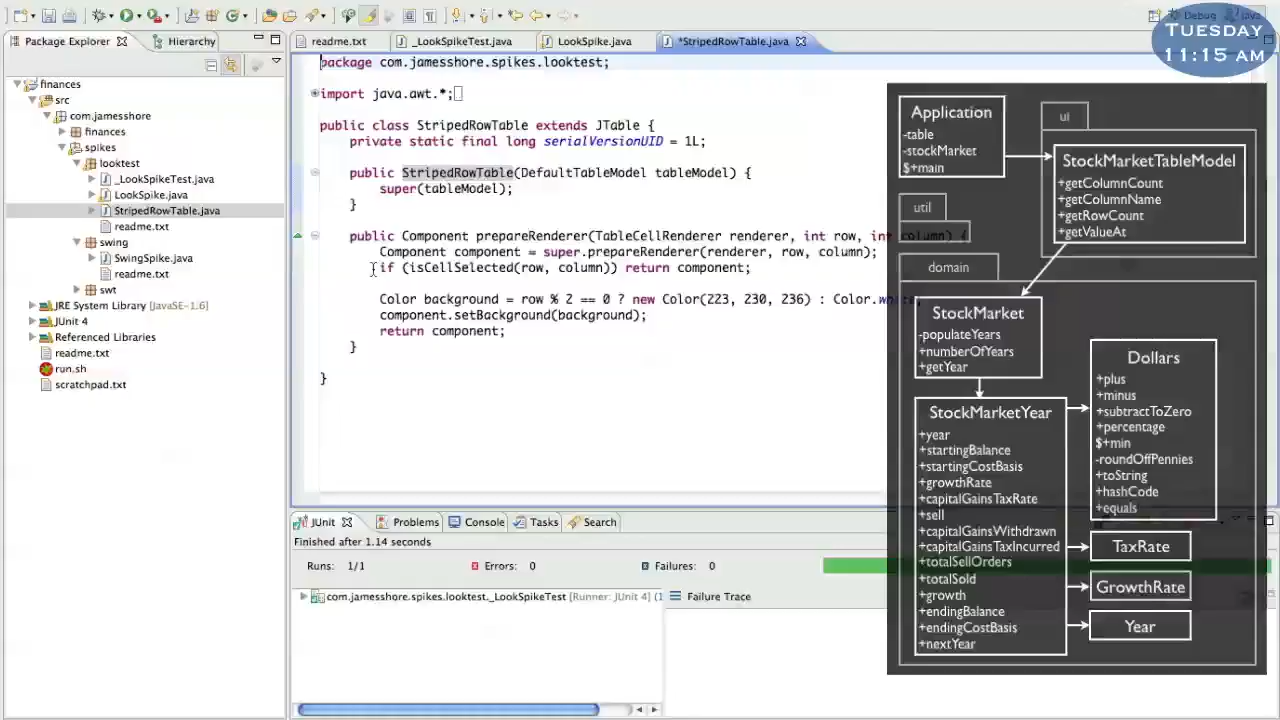 Debug
Java
TUESDAY
11:15 AM
Package Explorer
Hierarchy
finances
src
com.jamesshore
finances
spikes
looktest
_LookSpikeTest.java
LookSpike.java
StripedRowTable.java
readme.txt
swing
SwingSpike.java
readme.txt
swt
JRE System Library [JavaSE-1.6]
JUnit 4
Referenced Libraries
readme.txt
run.sh
scratchpad.txt
readme.txt
_LookSpikeTest.java
LookSpike.java
*StripedRowTable.java
package com.jamesshore.spikes.looktest;
import java.awt.*;
public class StripedRowTable extends JTable {
private static final long serialVersionUID = 1L;
public StripedRowTable(DefaultTableModel tableModel) {
super(tableModel);
}
public Component prepareRenderer(TableCellRenderer renderer, int row, int column) {
Component component = super.prepareRenderer(renderer, row, column);
if (isCellSelected(row, column)) return component;
Color background = row % 2 == 0 ? new Color(223, 230, 236) : Color.white;
component.setBackground(background);
return component;
}
}
JUnit
Problems
Console
Tasks
Search
Finished after 1.14 seconds
Runs: 1/1
Errors: 0
Failures: 0
com.jamesshore.spikes.looktest._LookSpikeTest [Runner: JUnit 4] (1
Failure Trace
Application
-table
-stockMarket
$+main
ui
StockMarketTableModel
+getColumnCount
+getColumnName
+getRowCount
+getValueAt
util
domain
StockMarket
-populateYears
+numberOfYears
+getYear
Dollars
+plus
+minus
+subtractToZero
+percentage
$+min
-roundOffPennies
+toString
+hashCode
+equals
StockMarketYear
+year
+startingBalance
+startingCostBasis
+growthRate
+capitalGainsTaxRate
+sell
+capitalGainsWithdrawn
+capitalGainsTaxIncurred
+totalSellOrders
+totalSold
+growth
+endingBalance
+endingCostBasis
+nextYear
TaxRate
GrowthRate
Year